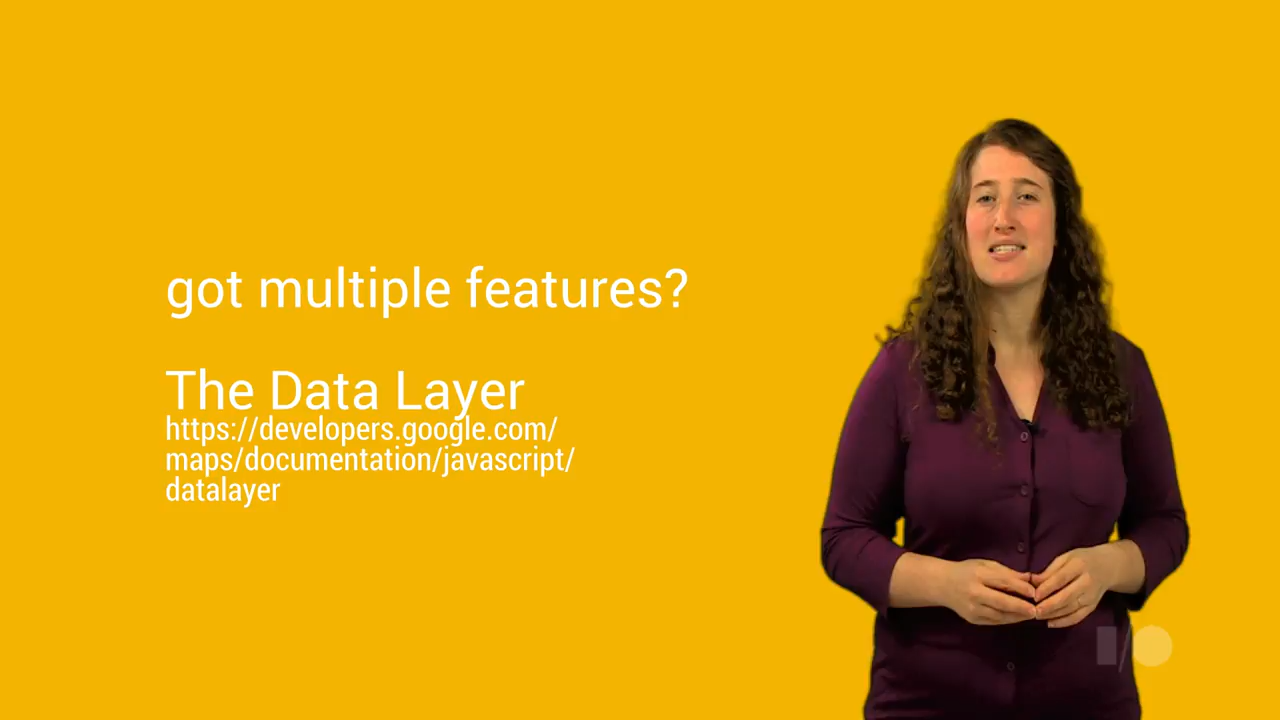 got multiple features?
The Data Layer
https://developers.google.com/
maps/documentation/javascript/
datalayer
I/O